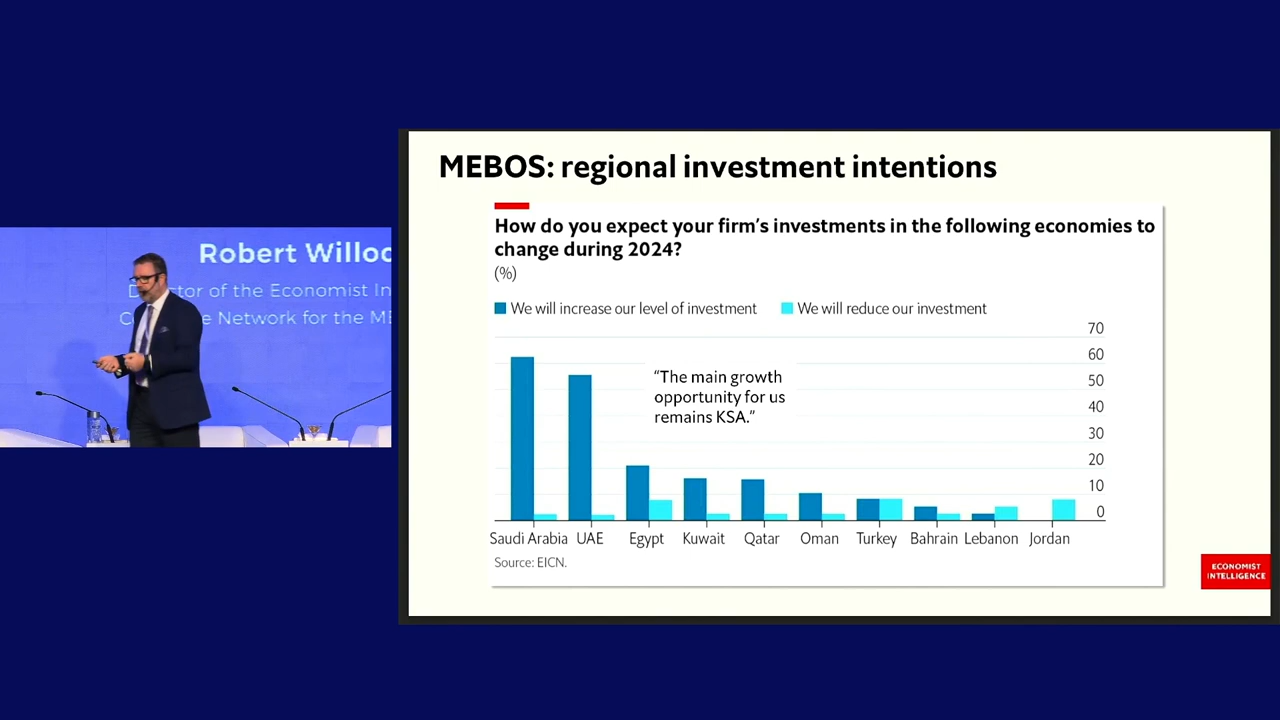 MEBOS: regional investment intentions
How do you expect your firm's investments in the following economies to
change during 2024?
(%)
We will increase our level of investment
We will reduce our investment
70
60
50
40
30
20
10
0
"The main growth
opportunity for us
remains KSA."
Saudi Arabia UAE Egypt Kuwait Qatar Oman Turkey Bahrain Lebanon Jordan
Source: EICN.
ECONOMIST
INTELLIGENCE
Robert
of the Economist
Network for the